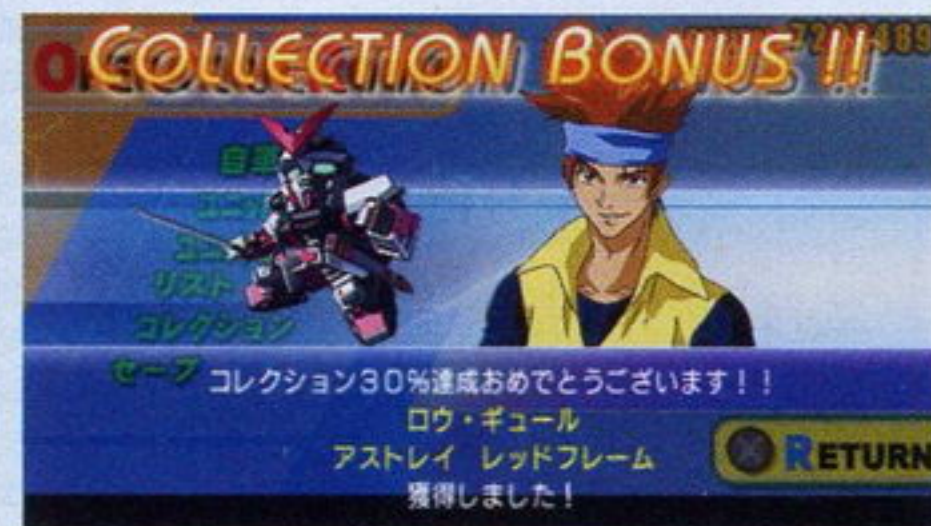 COLLECTION BONUS !!
リスト
コレクション
セーブ
コレクション30%達成おめでとうございます!!
ロウ・ギュール
アストレイ レッドフレーム
獲得しました!
RETURN